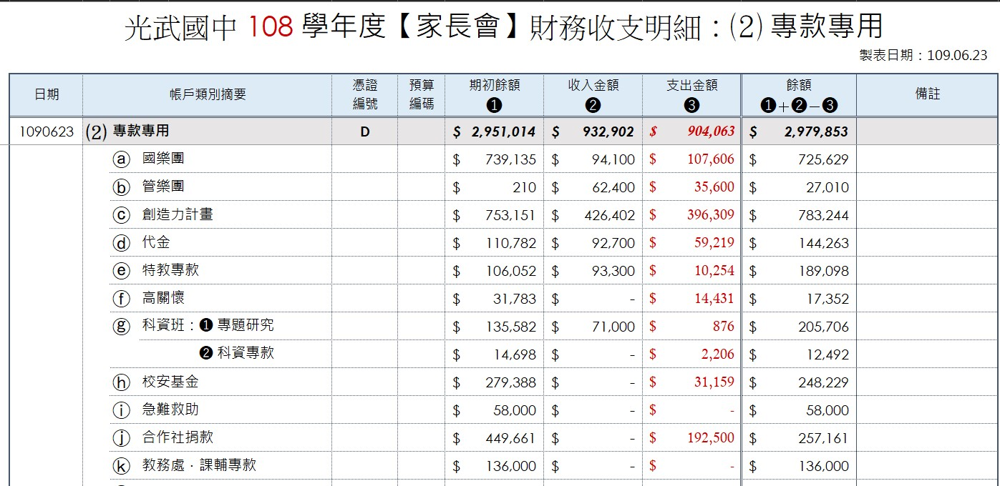 光武國中 108 學年度【家長會】財務收支明細：(2) 專款專用
製表日期：109.06.23
日期 帳戶類別摘要 憑證編號 預算編碼 期初餘額 ❶ 收入金額 ❷ 支出金額 ❸ 餘額 ❶＋❷－❸ 備註
1090623 (2) 專款專用 D $ 2,951,014 $ 932,902 $ 904,063 $ 2,979,853
ⓐ 國樂團 $ 739,135 $ 94,100 $ 107,606 $ 725,629
ⓑ 管樂團 $ 210 $ 62,400 $ 35,600 $ 27,010
ⓒ 創造力計畫 $ 753,151 $ 426,402 $ 396,309 $ 783,244
ⓓ 代金 $ 110,782 $ 92,700 $ 59,219 $ 144,263
ⓔ 特教專款 $ 106,052 $ 93,300 $ 10,254 $ 189,098
ⓕ 高關懷 $ 31,783 $ - $ 14,431 $ 17,352
ⓖ 科資班：❶ 專題研究 $ 135,582 $ 71,000 $ 876 $ 205,706
❷ 科資專款 $ 14,698 $ - $ 2,206 $ 12,492
ⓗ 校安基金 $ 279,388 $ - $ 31,159 $ 248,229
ⓘ 急難救助 $ 58,000 $ - $ - $ 58,000
ⓙ 合作社捐款 $ 449,661 $ - $ 192,500 $ 257,161
ⓚ 教務處．課輔專款 $ 136,000 $ - $ - $ 136,000